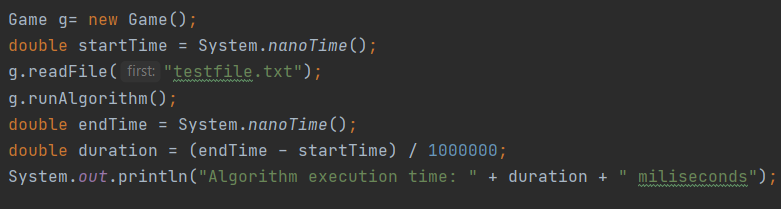 Game g= new Game();
double startTime = System.nanoTime();
g.readFile( first: "testfile.txt");
g.runAlgorithm();
double endTime = System.nanoTime();
double duration = (endTime - startTime) / 1000000;
System.out.println("Algorithm execution time: " + duration + " miliseconds");